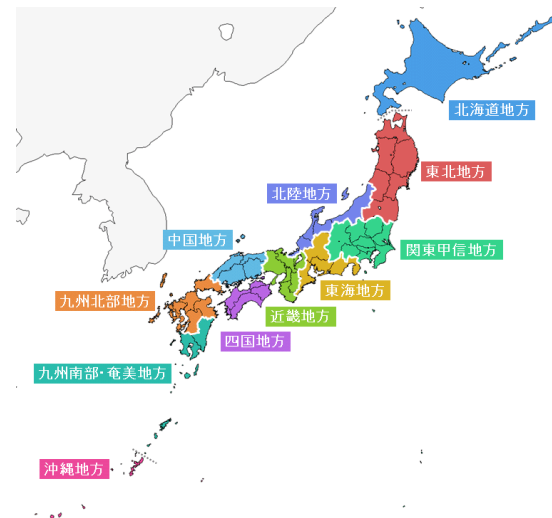 北海道地方
東北地方
北陸地方
中国地方
関東甲信地方
東海地方
九州北部地方
近畿地方
四国地方
九州南部・奄美地方
沖縄地方